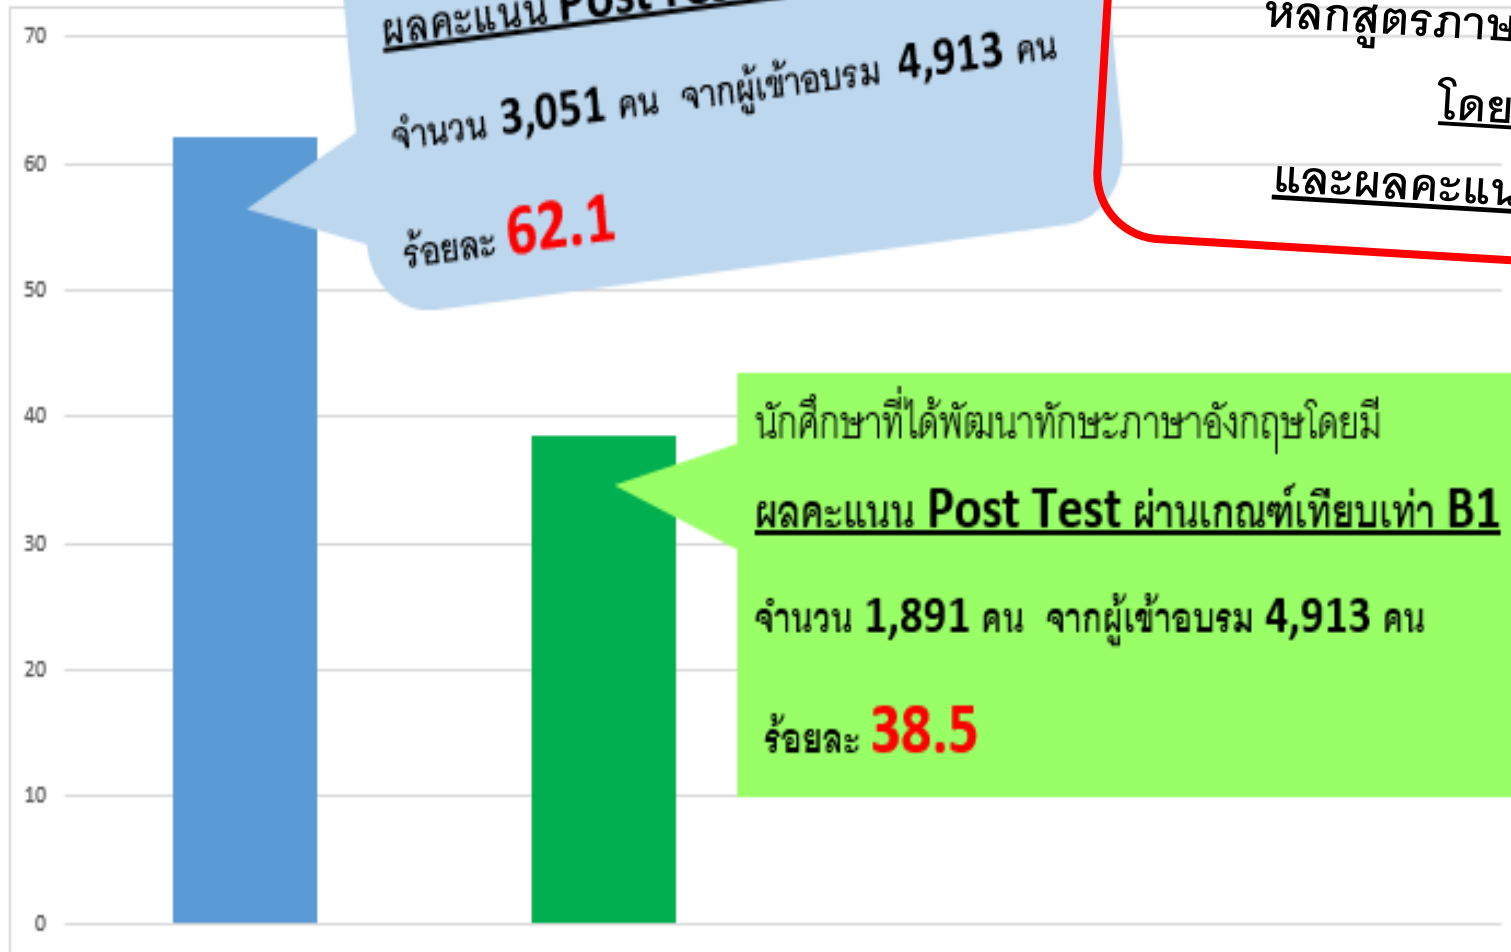 70
60
50
40
30
20
10
0
ผลคะแนน Post
จำนวน 3,051 คน จากผู้เข้าอบรม 4,913 คน
ร้อยละ 62.1
หลักสูตรภาษ
โดย
และผลคะแน
นักศึกษาที่ได้พัฒนาทักษะภาษาอังกฤษโดยมี
ผลคะแนน Post Test ผ่านเกณฑ์เทียบเท่า B1
จำนวน 1,891 คน จากผู้เข้าอบรม 4,913 คน
ร้อยละ 38.5